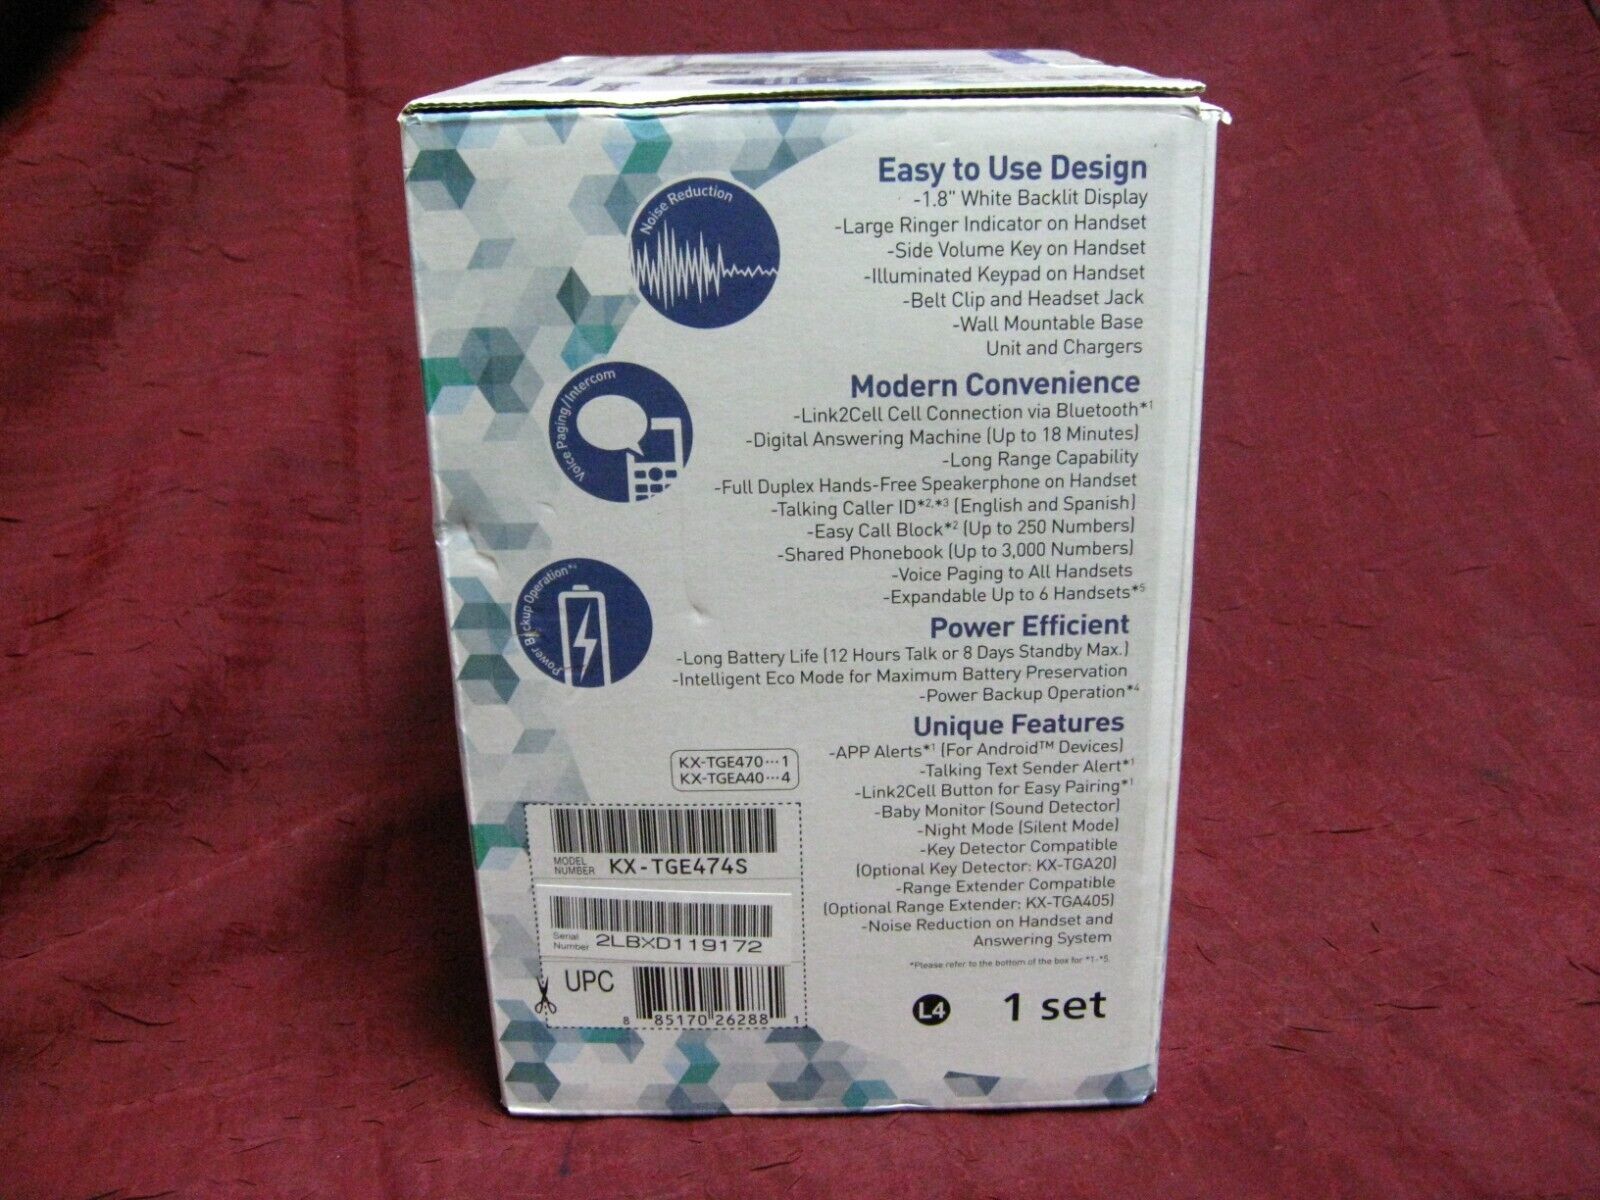 Noise Reduction
Voice Paging/Intercom
Power Backup Operation*4
Easy to Use Design
-1.8" White Backlit Display
-Large Ringer Indicator on Handset
-Side Volume Key on Handset
-Illuminated Keypad on Handset
-Belt Clip and Headset Jack
-Wall Mountable Base
Unit and Chargers
Modern Convenience
-Link2Cell Cell Connection via Bluetooth*1
-Digital Answering Machine (Up to 18 Minutes)
-Long Range Capability
-Full Duplex Hands-Free Speakerphone on Handset
-Talking Caller ID*2,*3 (English and Spanish)
-Easy Call Block*2 (Up to 250 Numbers)
-Shared Phonebook (Up to 3,000 Numbers)
-Voice Paging to All Handsets
-Expandable Up to 6 Handsets*5
Power Efficient
-Long Battery Life (12 Hours Talk or 8 Days Standby Max.)
-Intelligent Eco Mode for Maximum Battery Preservation
-Power Backup Operation*4
Unique Features
-APP Alerts*1 (For Android™ Devices)
-Talking Text Sender Alert*1
-Link2Cell Button for Easy Pairing*1
-Baby Monitor (Sound Detector)
-Night Mode (Silent Mode)
-Key Detector Compatible
(Optional Key Detector: KX-TGA20)
-Range Extender Compatible
(Optional Range Extender: KX-TGA405)
-Noise Reduction on Handset and
Answering System
*Please refer to the bottom of the box for *1-*5.
KX-TGE470···1
KX-TGEA40···4
MODEL
NUMBER KX-TGE474S
Serial
Number 2LBXD119172
UPC
8 85170 26288 1
L4 1 set